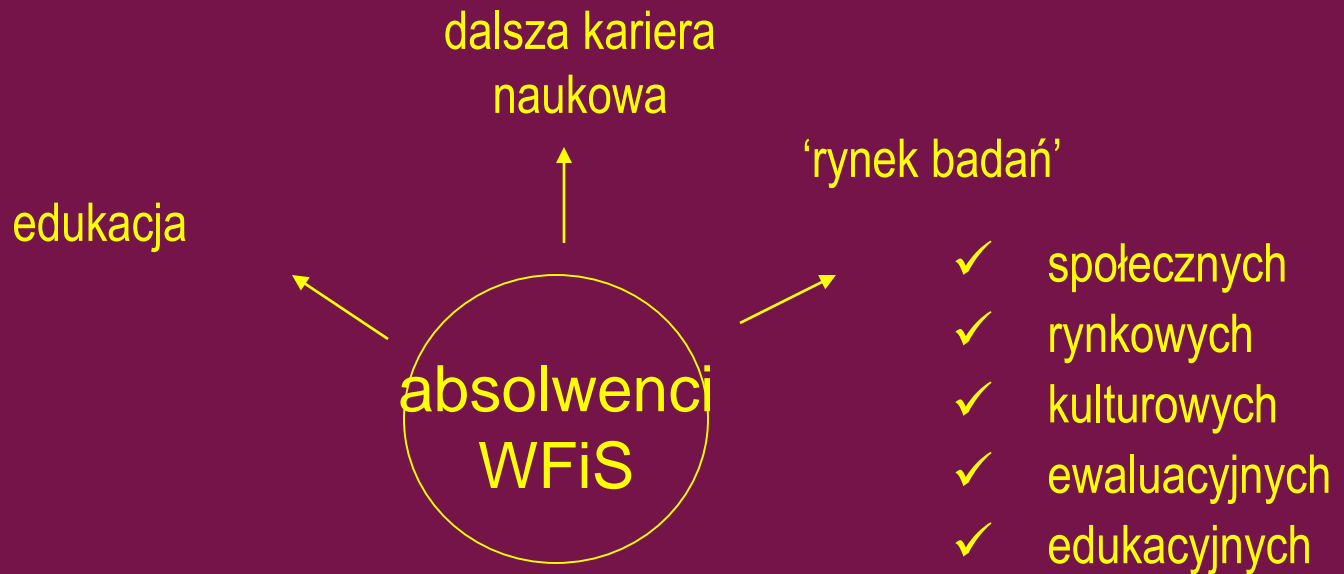 dalsza kariera
naukowa
‘rynek badań’
edukacja
✓ społecznych
✓ rynkowych
✓ kulturowych
✓ ewaluacyjnych
✓ edukacyjnych
absolwenci
WFiS